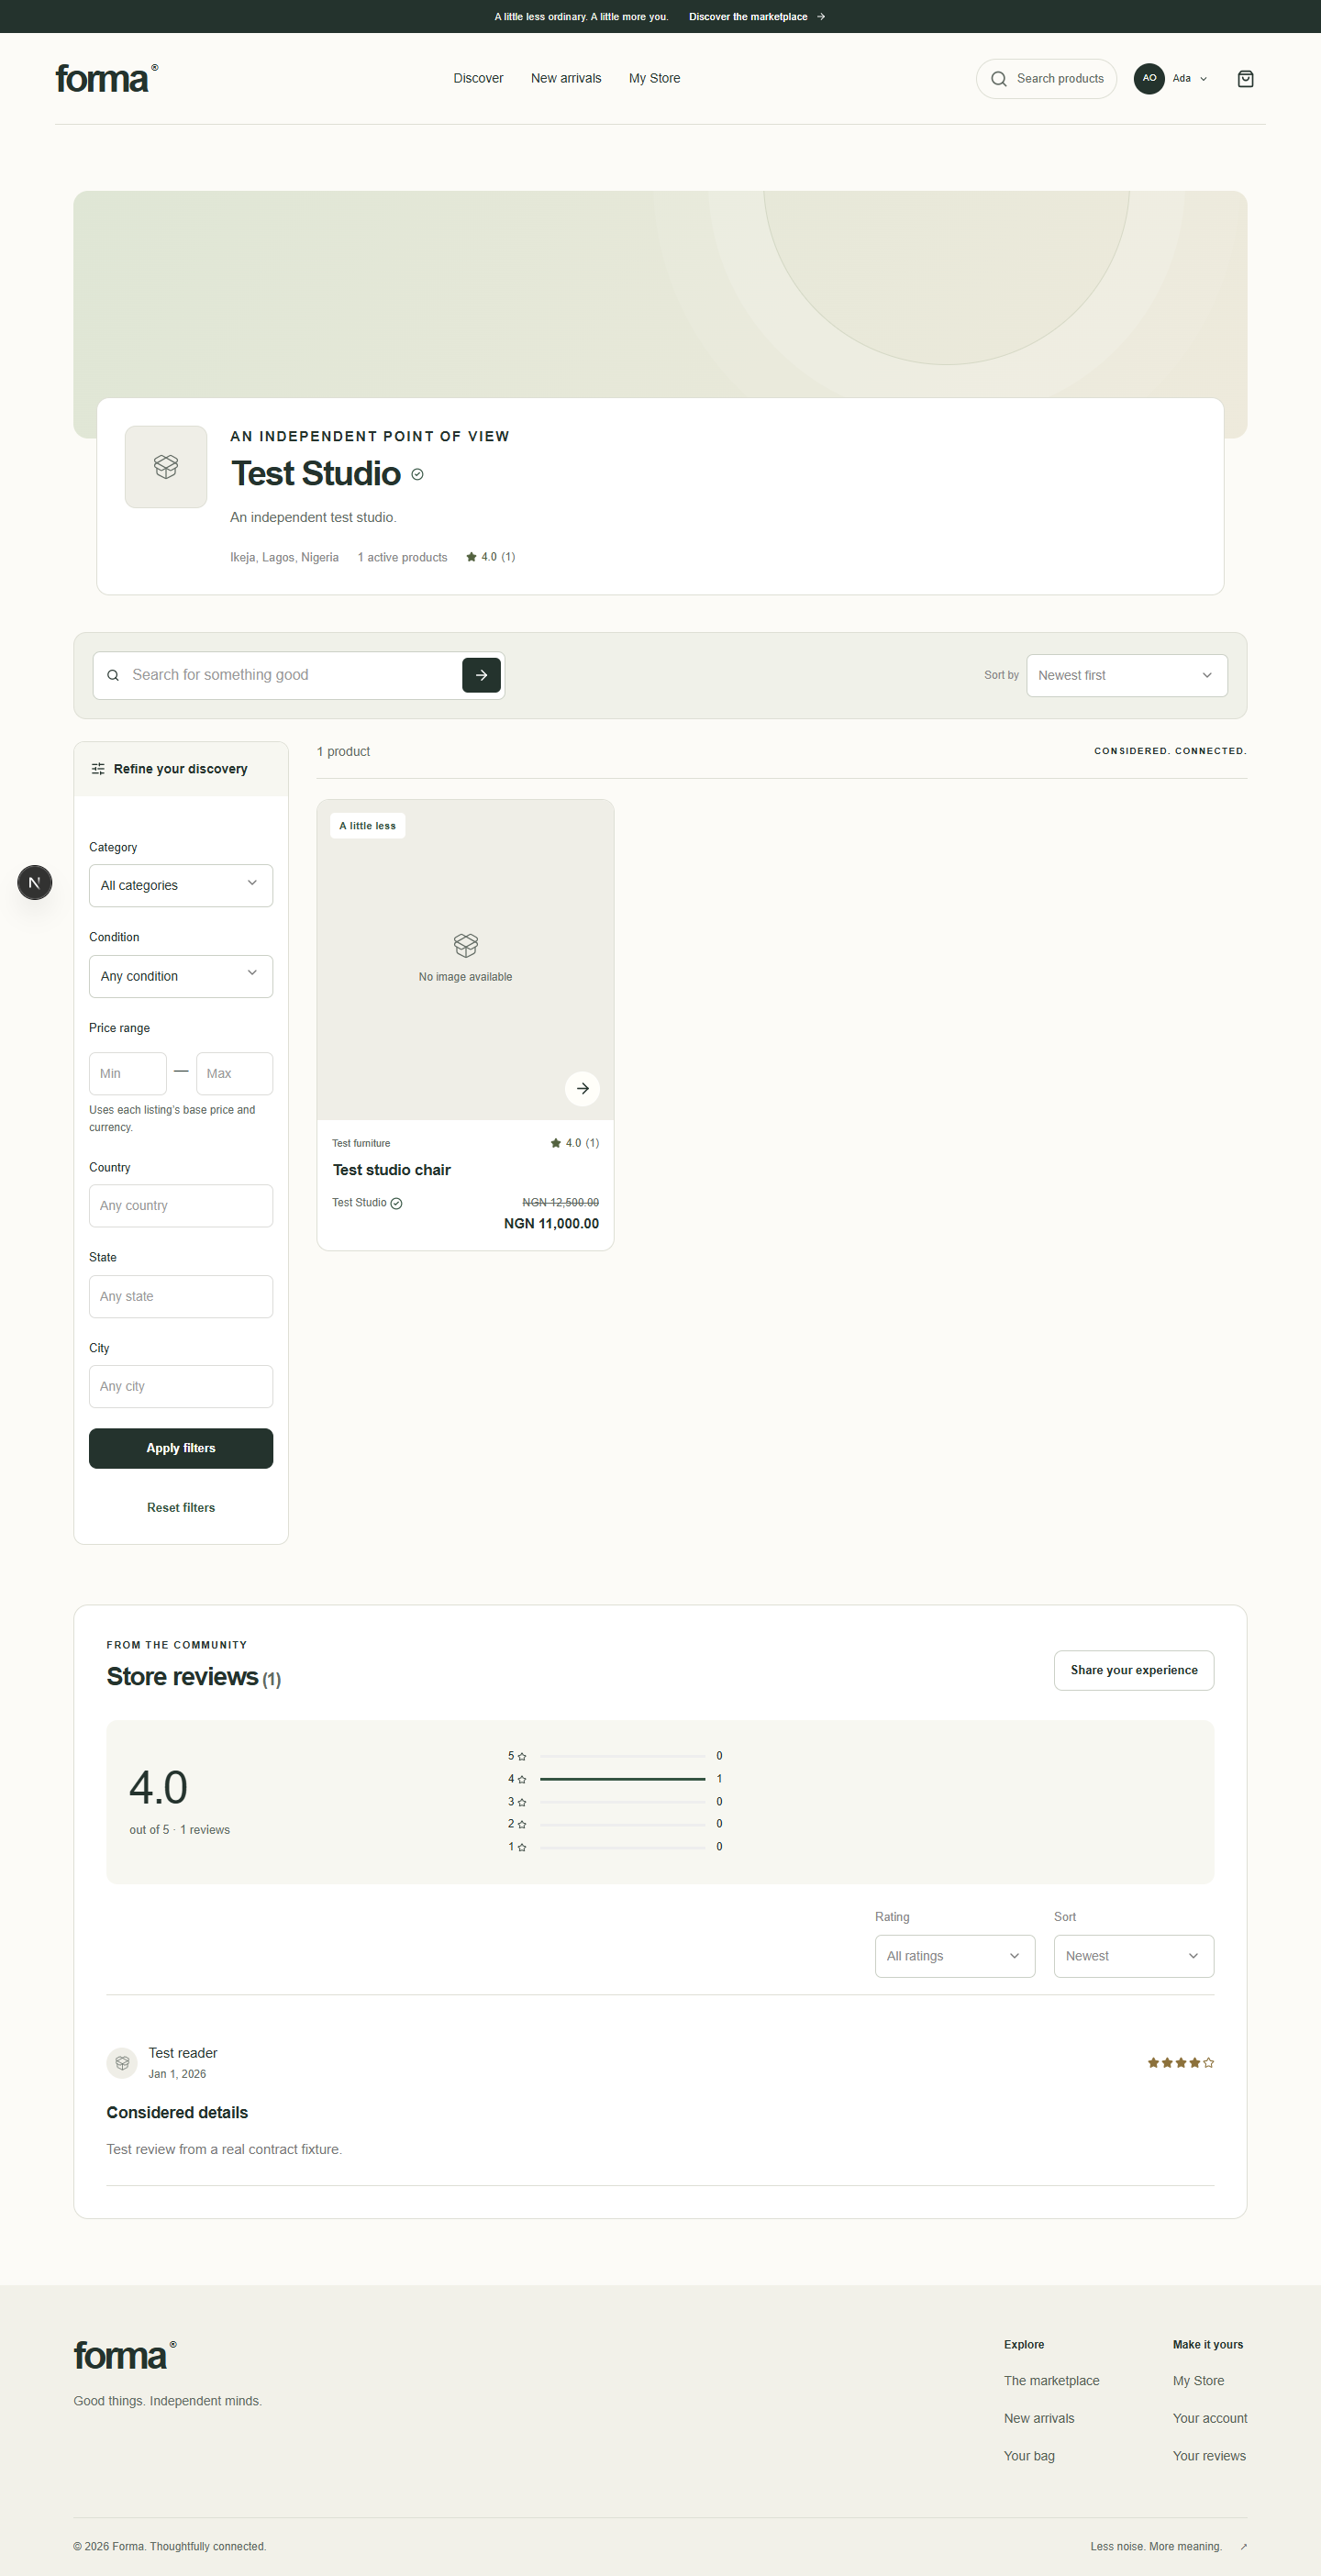 A little less ordinary. A little more you. Discover the marketplace →
forma®
Discover New arrivals My Store
Search products
AO Ada
AN INDEPENDENT POINT OF VIEW
Test Studio
An independent test studio.
Ikeja, Lagos, Nigeria 1 active products ★ 4.0 (1)
Search for something good
Sort by Newest first
Refine your discovery
Category
All categories
Condition
Any condition
Price range
Min — Max
Uses each listing's base price and
currency.
Country
Any country
State
Any state
City
Any city
Apply filters
Reset filters
1 product CONSIDERED. CONNECTED.
A little less
No image available
Test furniture ★ 4.0 (1)
Test studio chair
Test Studio NGN 12,500.00
NGN 11,000.00
N
FROM THE COMMUNITY
Store reviews (1)
Share your experience
4.0
out of 5 · 1 reviews
5 ☆ 0
4 ☆ 1
3 ☆ 0
2 ☆ 0
1 ☆ 0
Rating Sort
All ratings Newest
Test reader
Jan 1, 2026
★★★★☆
Considered details
Test review from a real contract fixture.
forma®
Good things. Independent minds.
Explore
The marketplace
New arrivals
Your bag
Make it yours
My Store
Your account
Your reviews
© 2026 Forma. Thoughtfully connected.
Less noise. More meaning. ↗